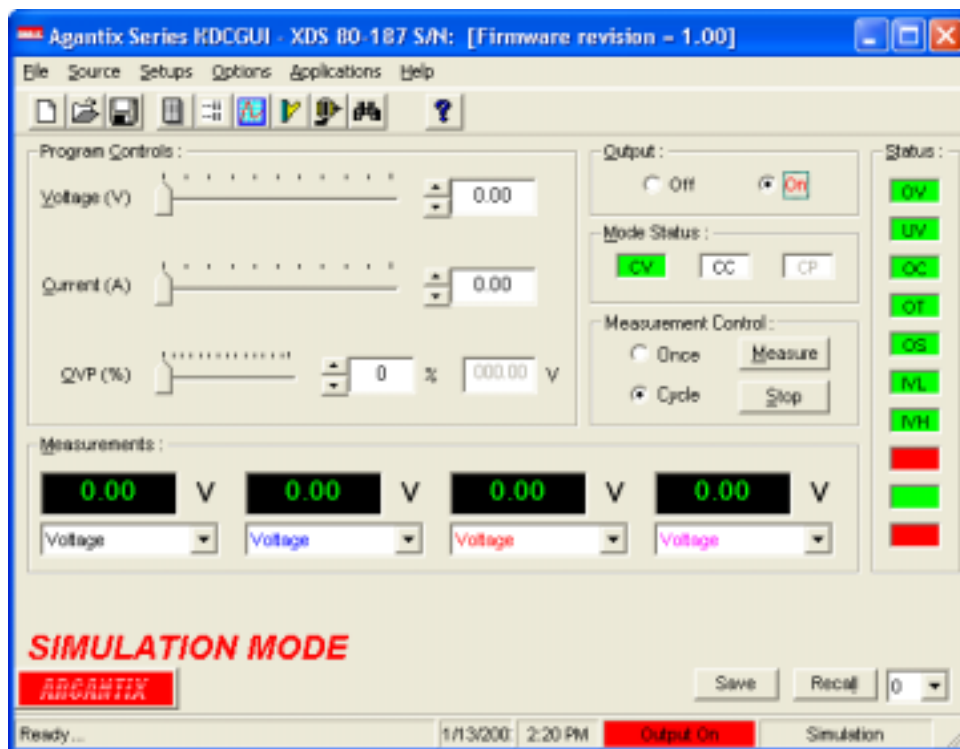 Agantix Series KDCGUI - XDS 80-187 S/N: [Firmware revision - 1.00]
File Source Setups Options Applications Help
Program Controls :
Voltage (V) 0.00
Current (A) 0.00
OVP (%) 0 % 000.00 V
Output :
Off On
Mode Status :
CV CC CP
Measurement Control :
Once Measure
Cycle Stop
Status :
OV
UV
OC
OT
OS
IVL
IVH
Measurements :
0.00 V 0.00 V 0.00 V 0.00 V
Voltage Voltage Voltage Voltage
SIMULATION MODE
ARGANTIX
Save Recall 0
Ready... 1/13/200 2:20 PM Output On Simulation